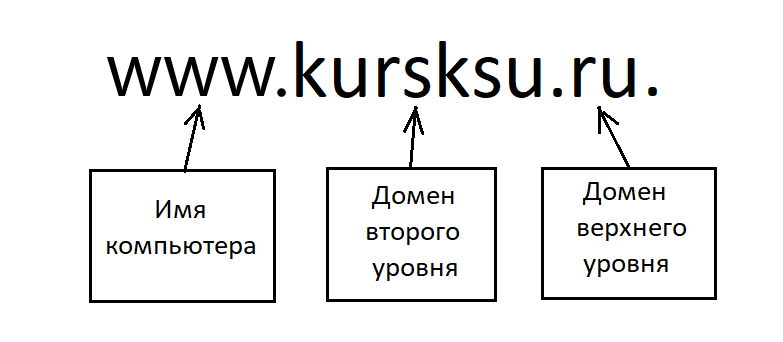 www.kursksu.ru.
Имя
компьютера
Домен
второго
уровня
Домен
верхнего
уровня